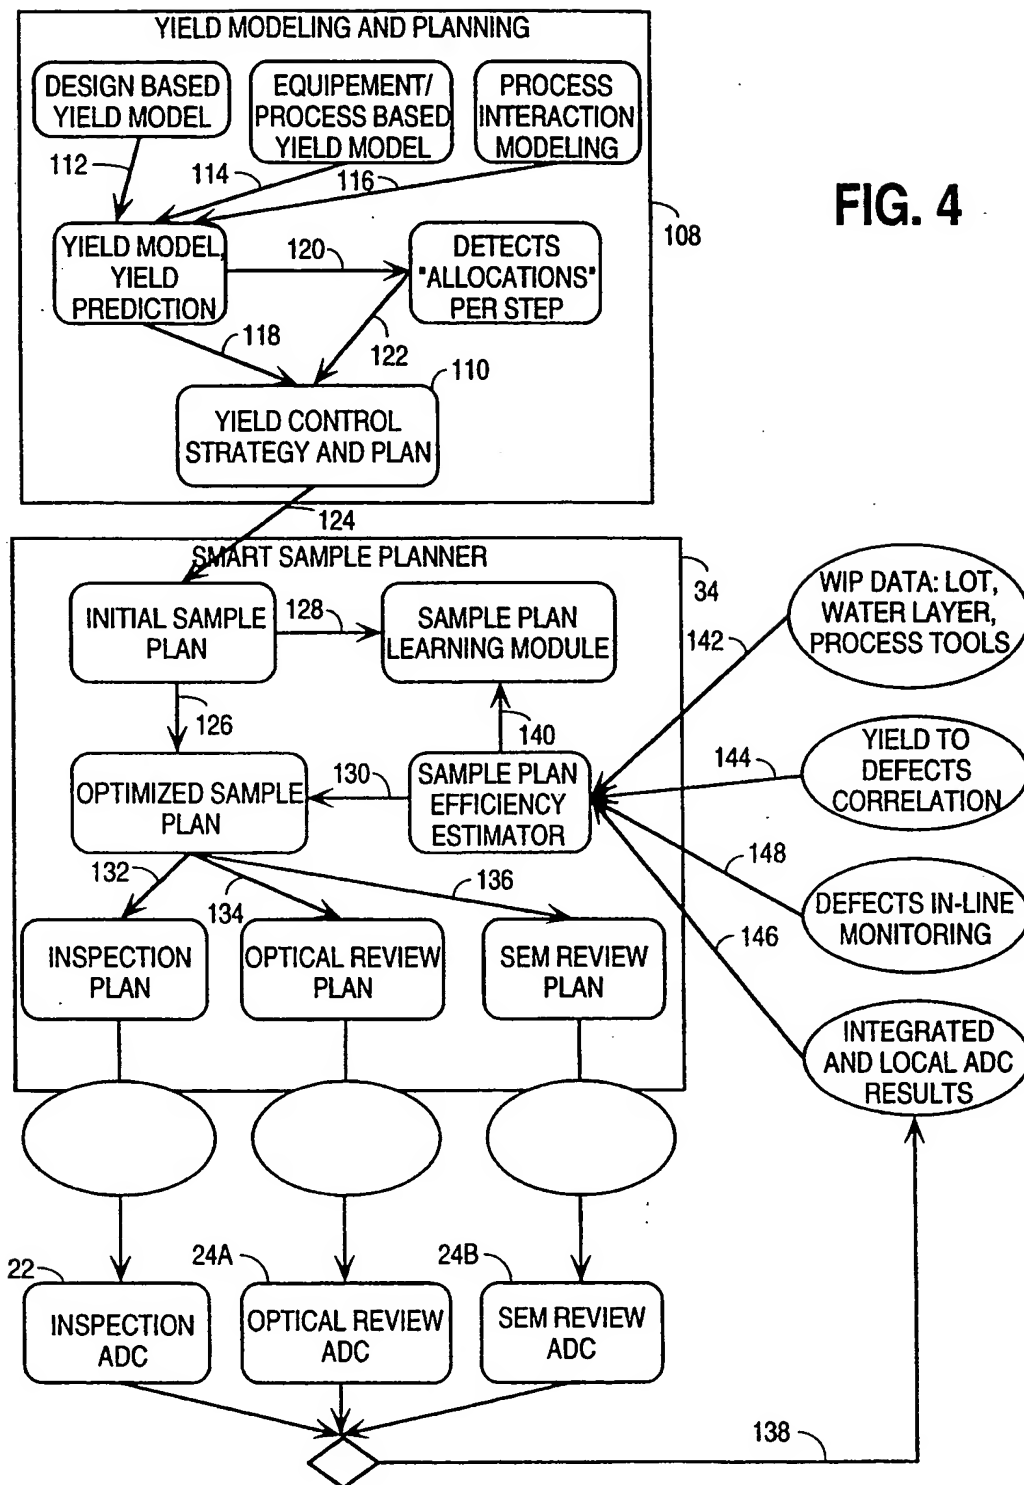 YIELD MODELING AND PLANNING
DESIGN BASED
YIELD MODEL
EQUIPEMENT/
PROCESS BASED
YIELD MODEL
PROCESS
INTERACTION
MODELING
112
114
116
FIG. 4
108
YIELD MODEL,
YIELD
PREDICTION
120
DETECTS
"ALLOCATIONS"
PER STEP
118
122
110
YIELD CONTROL
STRATEGY AND PLAN
124
SMART SAMPLE PLANNER
34
INITIAL SAMPLE
PLAN
128
SAMPLE PLAN
LEARNING MODULE
WIP DATA: LOT,
WATER LAYER,
PROCESS TOOLS
142
126
140
OPTIMIZED SAMPLE
PLAN
130
SAMPLE PLAN
EFFICIENCY
ESTIMATOR
144
YIELD TO
DEFECTS
CORRELATION
132
134
136
148
INSPECTION
PLAN
OPTICAL REVIEW
PLAN
SEM REVIEW
PLAN
146
DEFECTS IN-LINE
MONITORING
INTEGRATED
AND LOCAL ADC
RESULTS
22
24A
24B
INSPECTION
ADC
OPTICAL REVIEW
ADC
SEM REVIEW
ADC
138